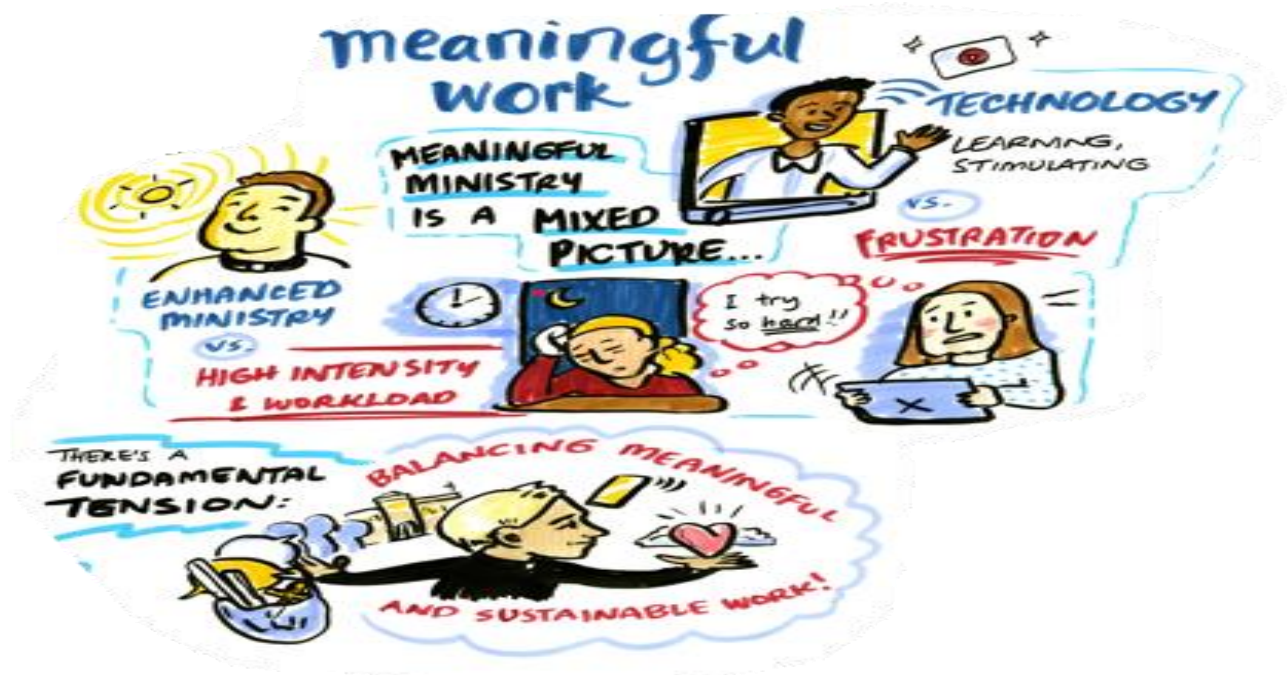 meaningful
work
MEANINGFUL
MINISTRY
IS A MIXED
PICTURE...
TECHNOLOGY
LEARNING,
STIMULATING
vs.
FRUSTRATION
ENHANCED
MINISTRY
vs.
HIGH INTENSITY
& WORKLOAD
I try
so hard!!
X
THERE'S A
FUNDAMENTAL
TENSION:
BALANCING MEANINGFUL
AND SUSTAINABLE WORK!